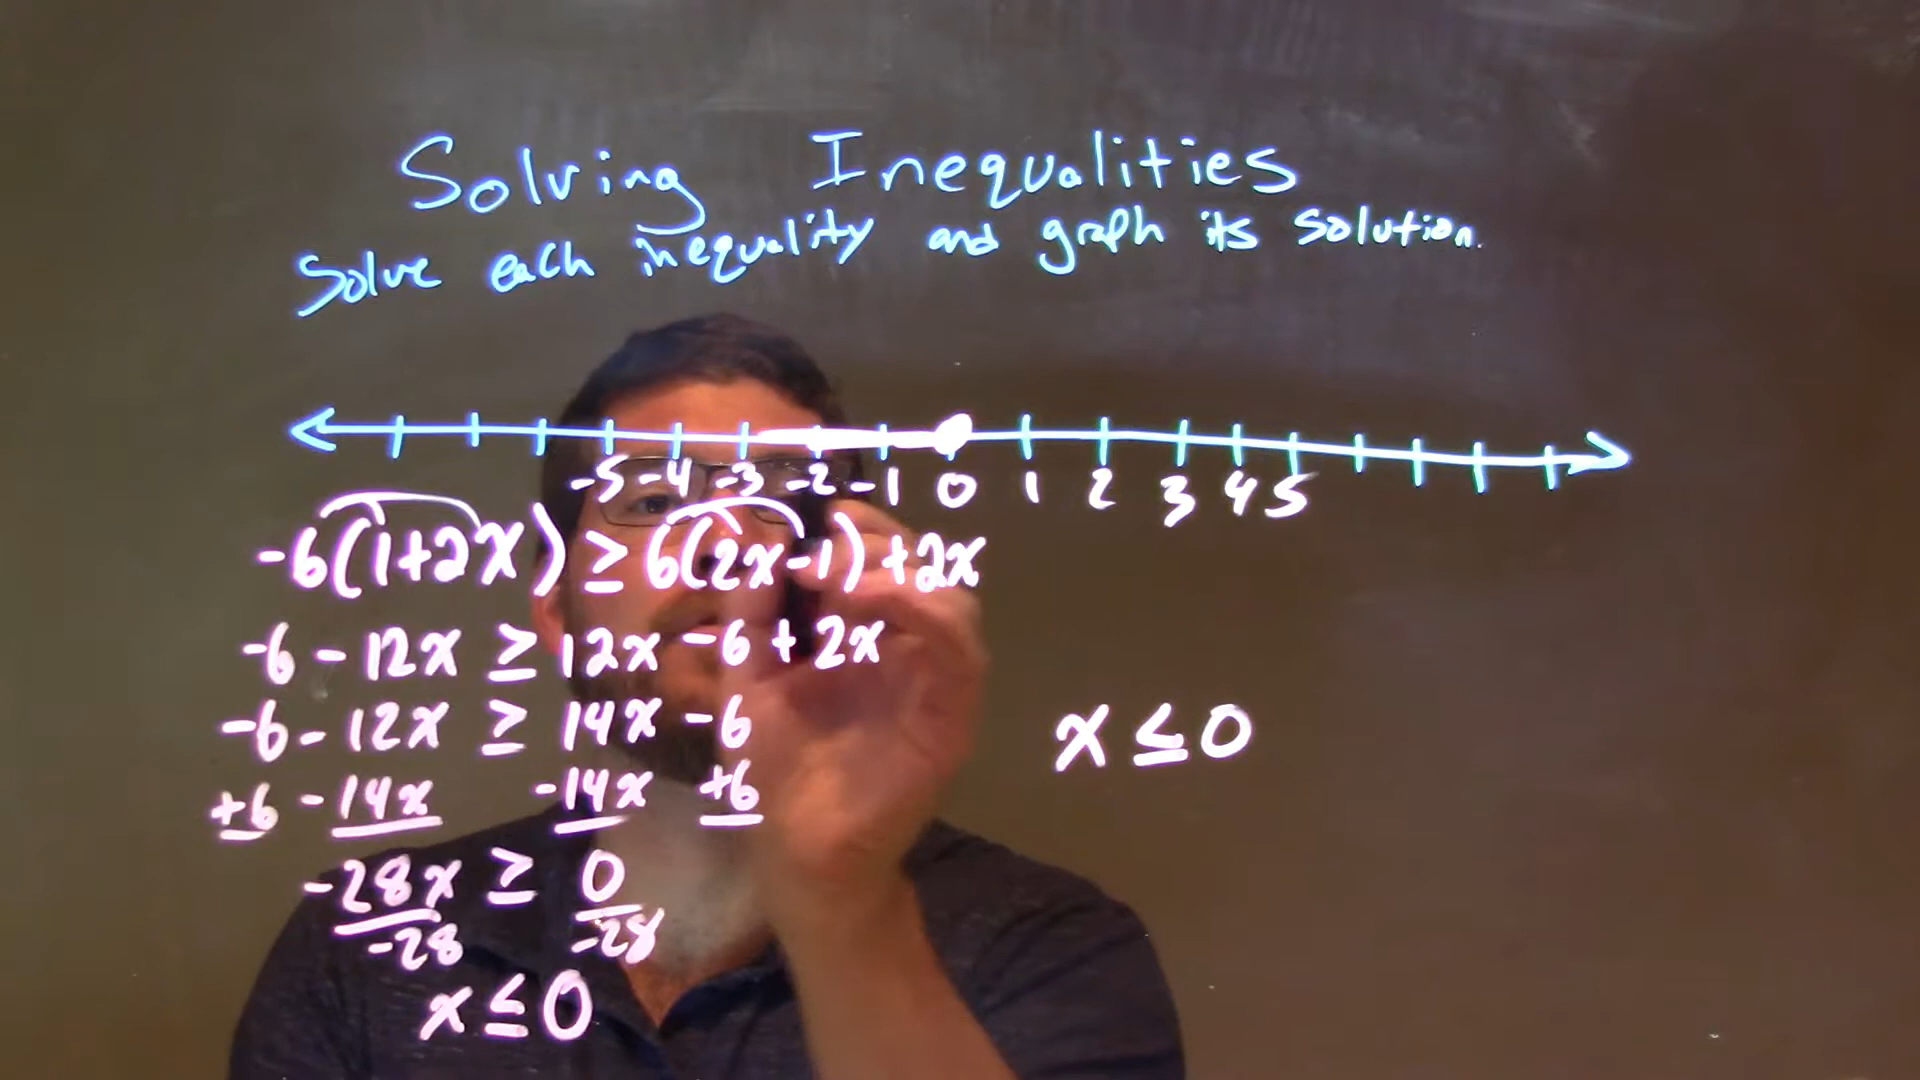 Solving Inequalities
Solve each inequality and graph its solution.
-5 -4 -3 -2 -1 0 1 2 3 4 5
-6(1+2x) ≥ 6(2x-1)+2x
-6 - 12x ≥ 12x -6 + 2x
-6 - 12x ≥ 14x -6
x ≤ 0
+6 -14x -14x +6
-28x ≥ 0
-28 -28
x ≤ 0